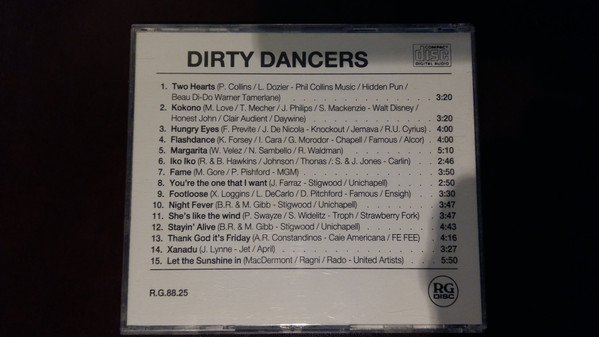 DIRTY DANCERS
COMPACT
disc
DIGITAL AUDIO
1. Two Hearts (P. Collins / L. Dozier - Phil Collins Music / Hidden Pun /
Beau Di-Do Warner Tamerlane) . . . . . . . . . . 3:20
2. Kokono (M. Love / T. Mecher / J. Philips / S. Mackenzie - Walt Disney /
Honest John / Clair Audient / Daywine) . . . . . . . . . . 3:20
3. Hungry Eyes (F. Previte / J. De Nicola - Knockout / Jemava / R.U. Cyrius) . 4:00
4. Flashdance (K. Forsey / I. Cara / G. Morodor - Chapell / Famous / Alcor) . 4:00
5. Margarita (W. Velez / N. Sambello / R. Waldman) . . . . . . 5:10
6. Iko Iko (R. & B. Hawkins / Johnson / Thomas /: S. & J. Jones - Carlin) . . 2:46
7. Fame (M. Gore / P. Pishford - MGM) . . . . . . . . 3:50
8. You're the one that I want (J. Farraz - Stigwood / Unichapell) . . . . 2:50
9. Footloose (X. Loggins / L. DeCarlo / D. Pitchford - Famous / Ensigh) . . 3:30
10. Night Fever (B.R. & M. Gibb - Stigwood / Unichapell) . . . . . 3:47
11. She's like the wind (P. Swayze / S. Widelitz - Troph / Strawberry Fork) . 3:47
12. Stayin' Alive (B.R. & M. Gibb - Stigwood / Unichapell) . . . . . 4:43
13. Thank God it's Friday (A.R. Constandinos - Caie Americana / FE FEE) . . 4:16
14. Xanadu (J. Lynne - Jet / April) . . . . . . . . . 3:27
15. Let the Sunshine in (MacDermont / Ragni / Rado - United Artists) . . . 5:50
R.G.88.25
RG
DISC